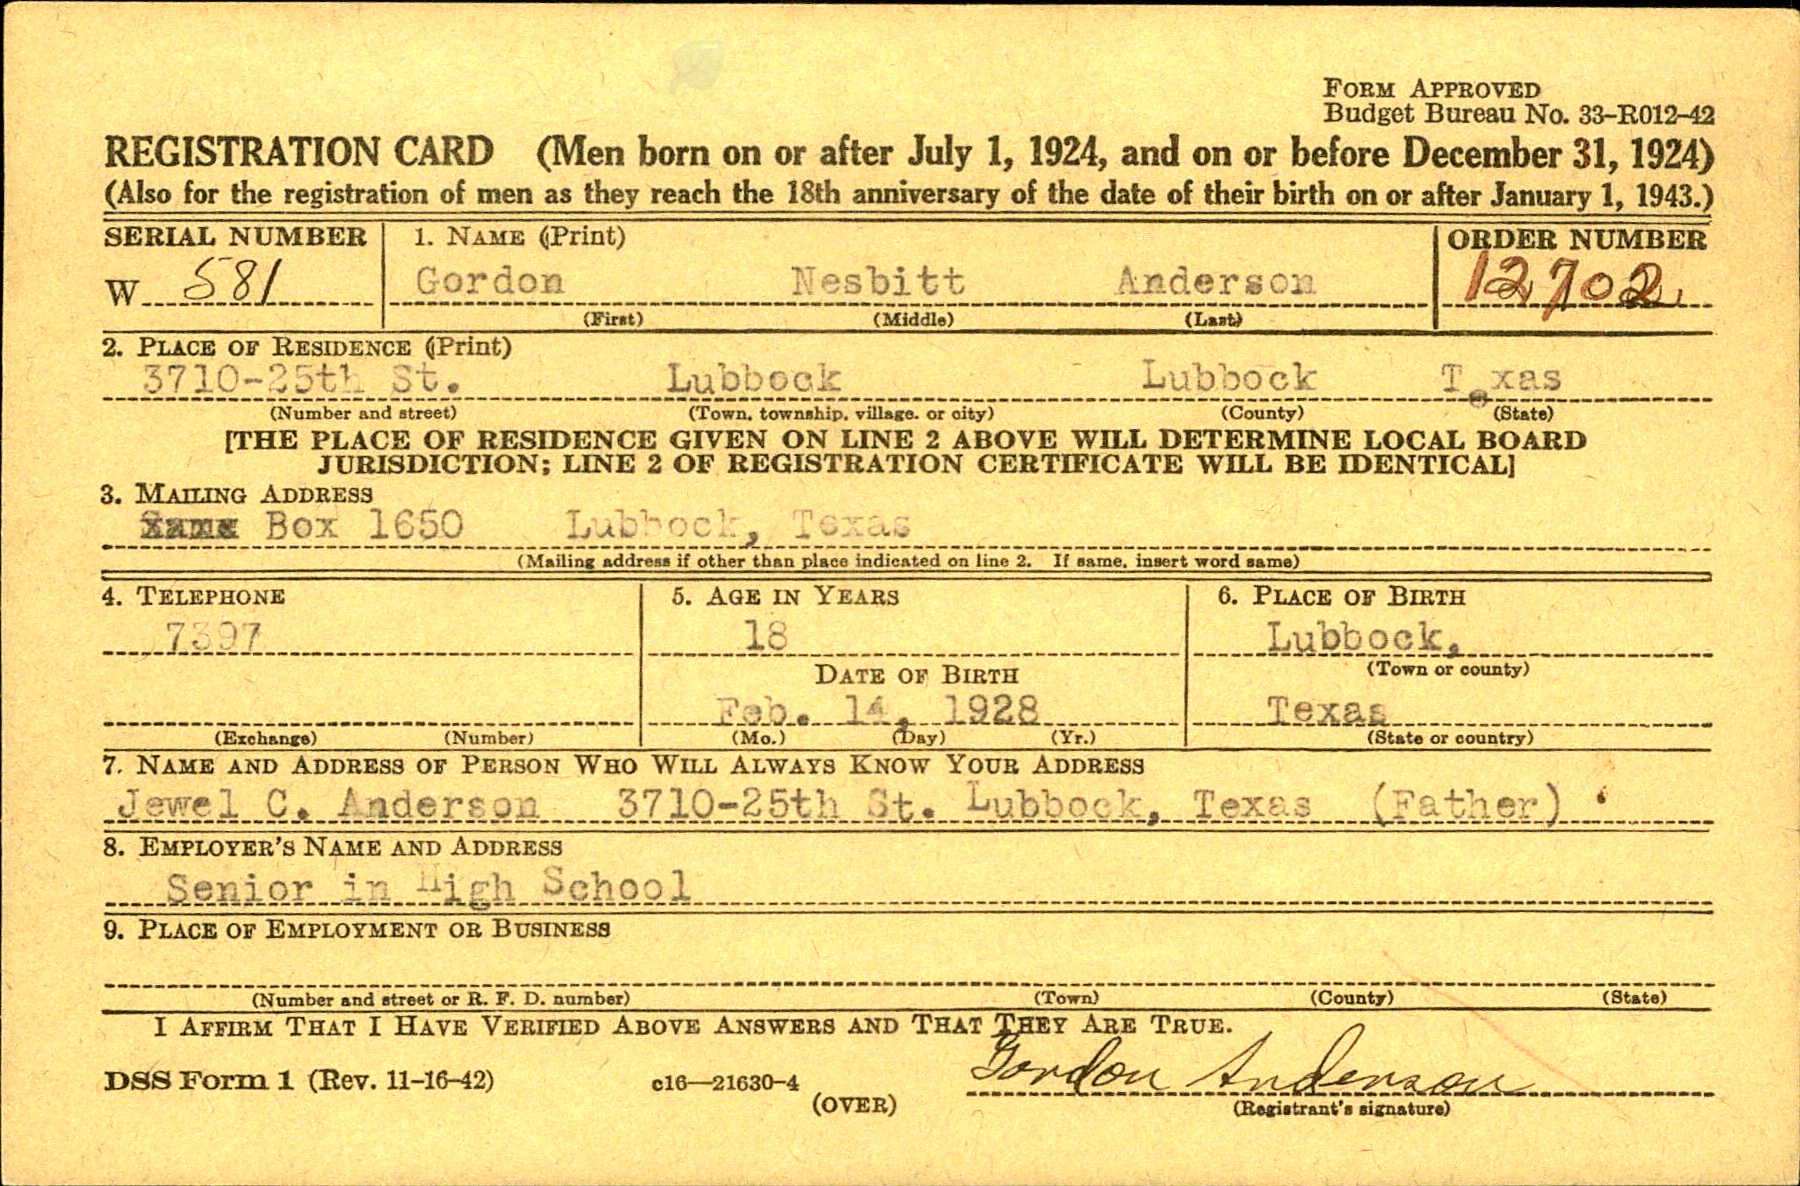 FORM APPROVED
Budget Bureau No. 33-R012-42
REGISTRATION CARD (Men born on or after July 1, 1924, and on or before December 31, 1924)
(Also for the registration of men as they reach the 18th anniversary of the date of their birth on or after January 1, 1943.)
SERIAL NUMBER 1. NAME (Print) ORDER NUMBER
W 581 Gordon Nesbitt Anderson 12702
(First) (Middle) (Last)
2. PLACE OF RESIDENCE (Print)
3710-25th St. Lubbock Lubbock Texas
(Number and street) (Town, township, village, or city) (County) (State)
[THE PLACE OF RESIDENCE GIVEN ON LINE 2 ABOVE WILL DETERMINE LOCAL BOARD
JURISDICTION; LINE 2 OF REGISTRATION CERTIFICATE WILL BE IDENTICAL]
3. MAILING ADDRESS
Box 1650 Lubbock, Texas
(Mailing address if other than place indicated on line 2. If same, insert word same)
4. TELEPHONE 5. AGE IN YEARS 6. PLACE OF BIRTH
7397 18 Lubbock,
DATE OF BIRTH (Town or county)
Feb. 14, 1928 Texas
(Exchange) (Number) (Mo.) (Day) (Yr.) (State or country)
7. NAME AND ADDRESS OF PERSON WHO WILL ALWAYS KNOW YOUR ADDRESS
Jewel C. Anderson 3710-25th St. Lubbock, Texas (Father)
8. EMPLOYER'S NAME AND ADDRESS
Senior in High School
9. PLACE OF EMPLOYMENT OR BUSINESS
(Number and street or R. F. D. number) (Town) (County) (State)
I AFFIRM THAT I HAVE VERIFIED ABOVE ANSWERS AND THAT THEY ARE TRUE.
DSS Form 1 (Rev. 11-16-42) c16—21630-4 Gordon Anderson
(OVER) (Registrant's signature)